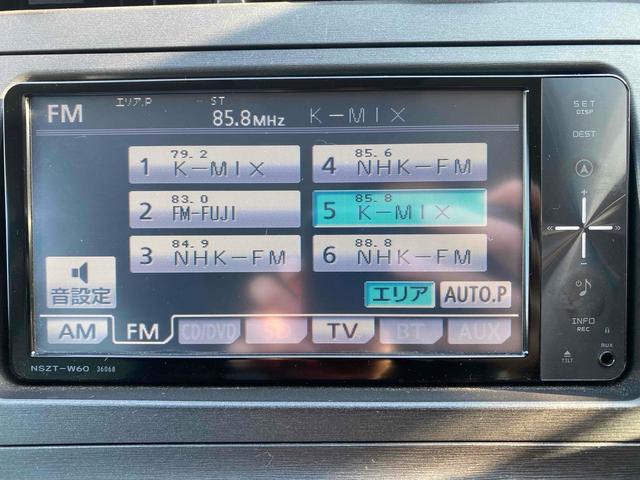 FM エリア.P ST 85.8MHz K-MIX
1 79.2 K-MIX
4 85.6 NHK-FM
2 83.0 FM-FUJI
5 85.8 K-MIX
3 84.9 NHK-FM
6 88.8 NHK-FM
音設定
エリア AUTO.P
AM FM CD/DVD SD TV BT AUX
NSZT-W60 36068
SET
DISP
DEST
+
INFO
REC
AUX
TILT